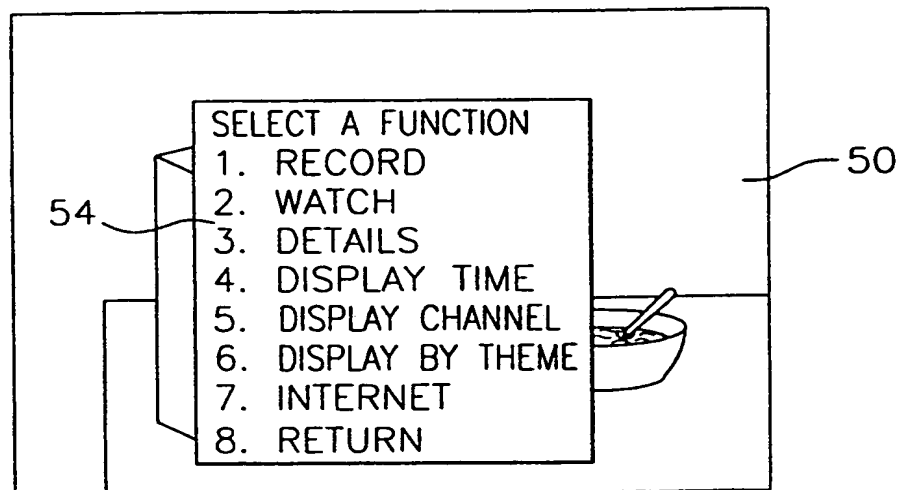 SELECT A FUNCTION
1. RECORD
2. WATCH
3. DETAILS
4. DISPLAY TIME
5. DISPLAY CHANNEL
6. DISPLAY BY THEME
7. INTERNET
8. RETURN
50
54